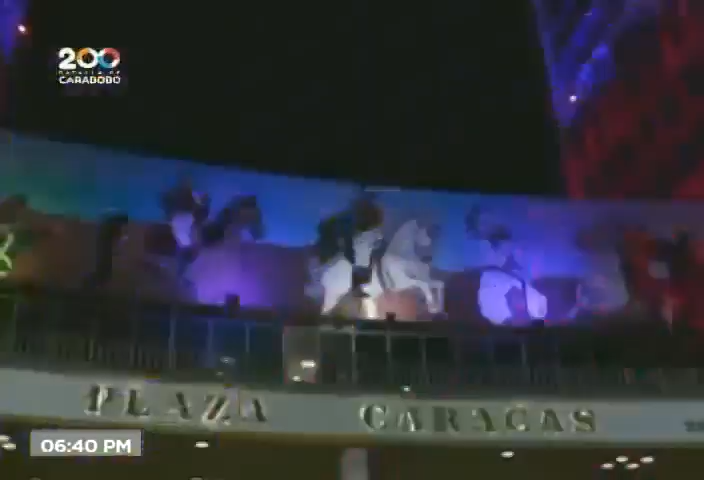 200
BATALLA DE
CARABOBO
PLAZA CARACAS
06:40 PM